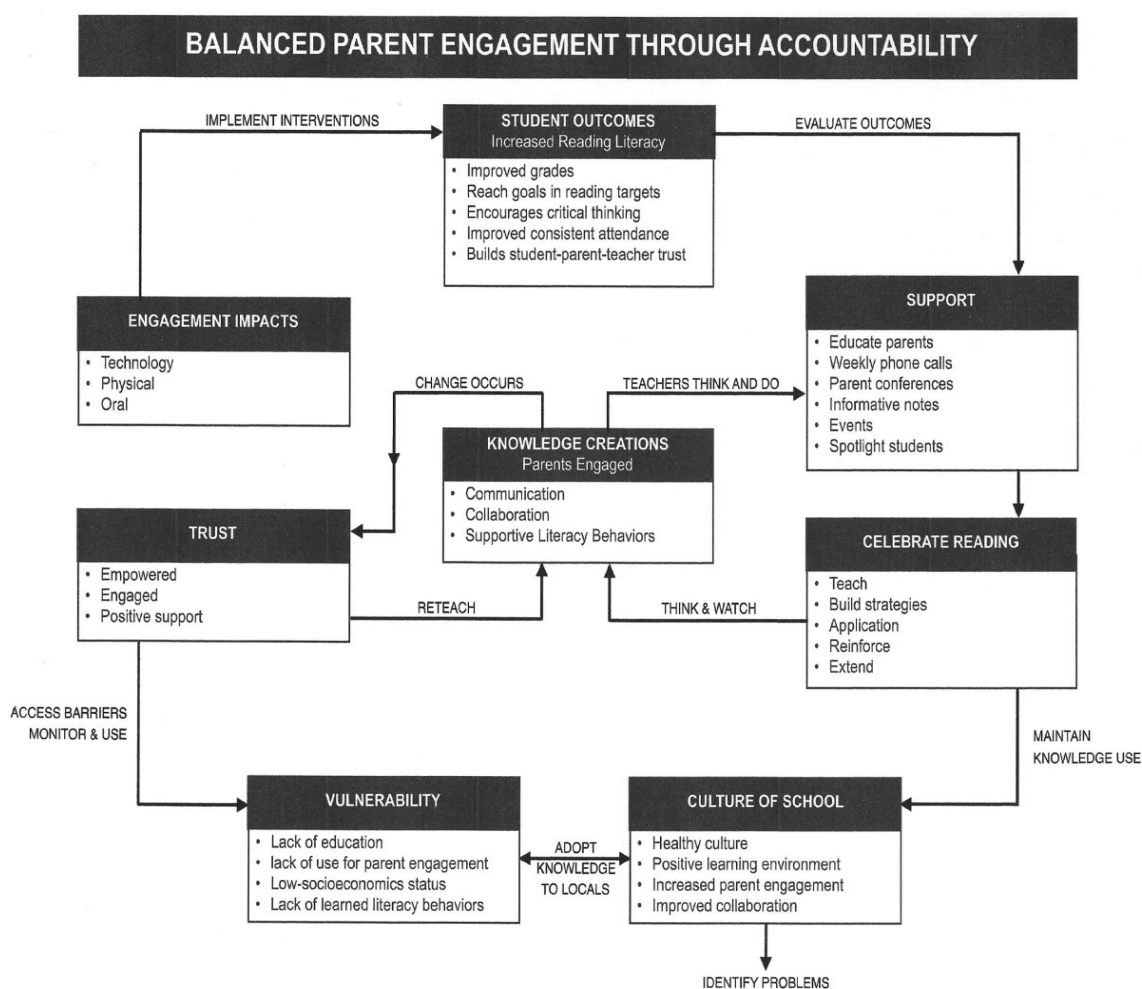 BALANCED PARENT ENGAGEMENT THROUGH ACCOUNTABILITY
IMPLEMENT INTERVENTIONS
STUDENT OUTCOMES
Increased Reading Literacy
• Improved grades
• Reach goals in reading targets
• Encourages critical thinking
• Improved consistent attendance
• Builds student-parent-teacher trust
EVALUATE OUTCOMES
ENGAGEMENT IMPACTS
• Technology
• Physical
• Oral
SUPPORT
• Educate parents
• Weekly phone calls
• Parent conferences
• Informative notes
• Events
• Spotlight students
CHANGE OCCURS
TEACHERS THINK AND DO
KNOWLEDGE CREATIONS
Parents Engaged
• Communication
• Collaboration
• Supportive Literacy Behaviors
TRUST
• Empowered
• Engaged
• Positive support
RETEACH
THINK & WATCH
CELEBRATE READING
• Teach
• Build strategies
• Application
• Reinforce
• Extend
ACCESS BARRIERS
MONITOR & USE
MAINTAIN
KNOWLEDGE USE
VULNERABILITY
• Lack of education
• lack of use for parent engagement
• Low-socioeconomics status
• Lack of learned literacy behaviors
ADOPT
KNOWLEDGE
TO LOCALS
CULTURE OF SCHOOL
• Healthy culture
• Positive learning environment
• Increased parent engagement
• Improved collaboration
IDENTIFY PROBLEMS